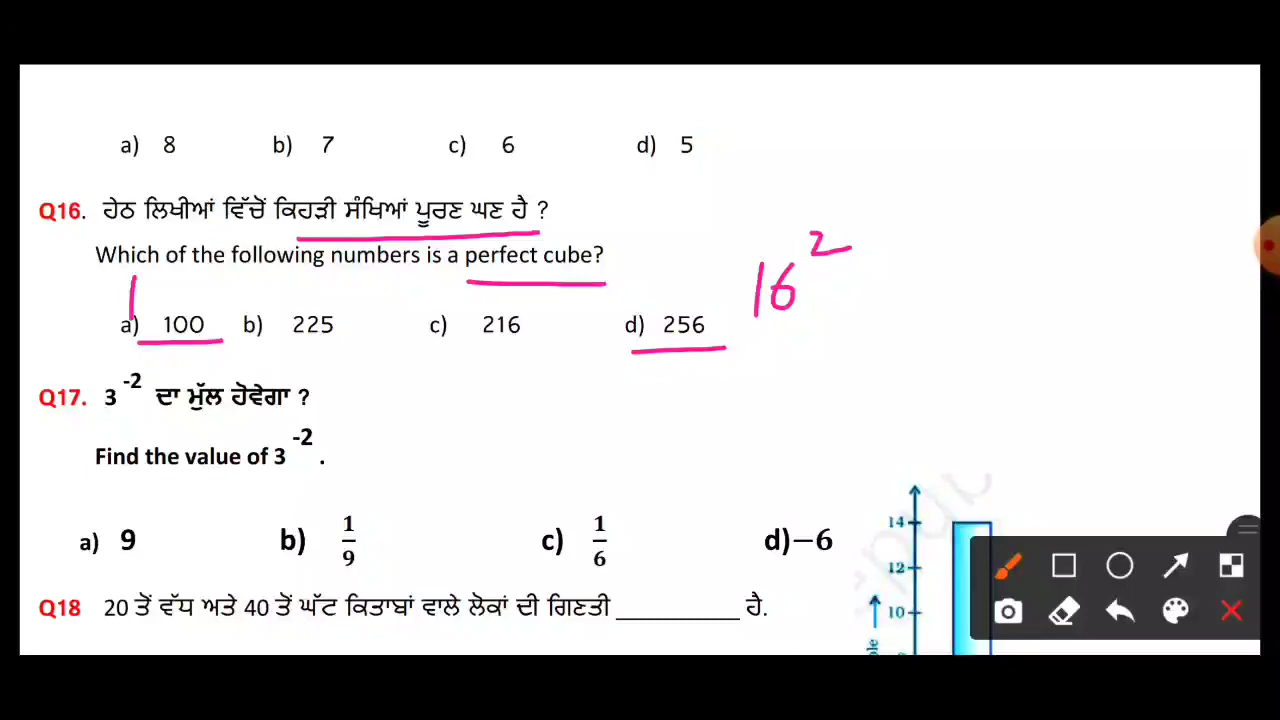 a) 8 b) 7 c) 6 d) 5
Q16. ਹੇਠ ਲਿਖੀਆਂ ਵਿੱਚੋਂ ਕਿਹੜੀ ਸੰਖਿਆਂ ਪੂਰਣ ਘਣ ਹੈ ?
Which of the following numbers is a perfect cube?
16²
a) 100 b) 225 c) 216 d) 256
Q17. 3⁻² ਦਾ ਮੁੱਲ ਹੋਵੇਗਾ ?
Find the value of 3⁻² .
a) 9 b) 1/9 c) 1/6 d)−6
Q18 20 ਤੋਂ ਵੱਧ ਅਤੇ 40 ਤੋਂ ਘੱਟ ਕਿਤਾਬਾਂ ਵਾਲੇ ਲੋਕਾਂ ਦੀ ਗਿਣਤੀ __________ ਹੈ.
14
12
10